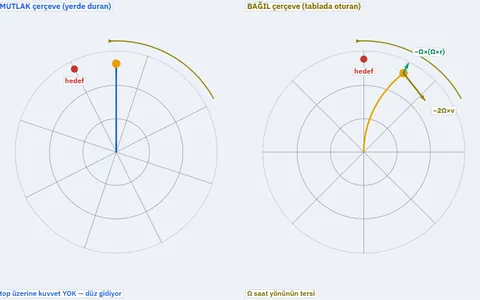 MUTLAK çerçeve (yerde duran)
BAĞIL çerçeve (tablada oturan)
−Ω×(Ω×r)
hedef
hedef
−2Ω×v
top üzerine kuvvet YOK — düz gidiyor
Ω saat yönünün tersi